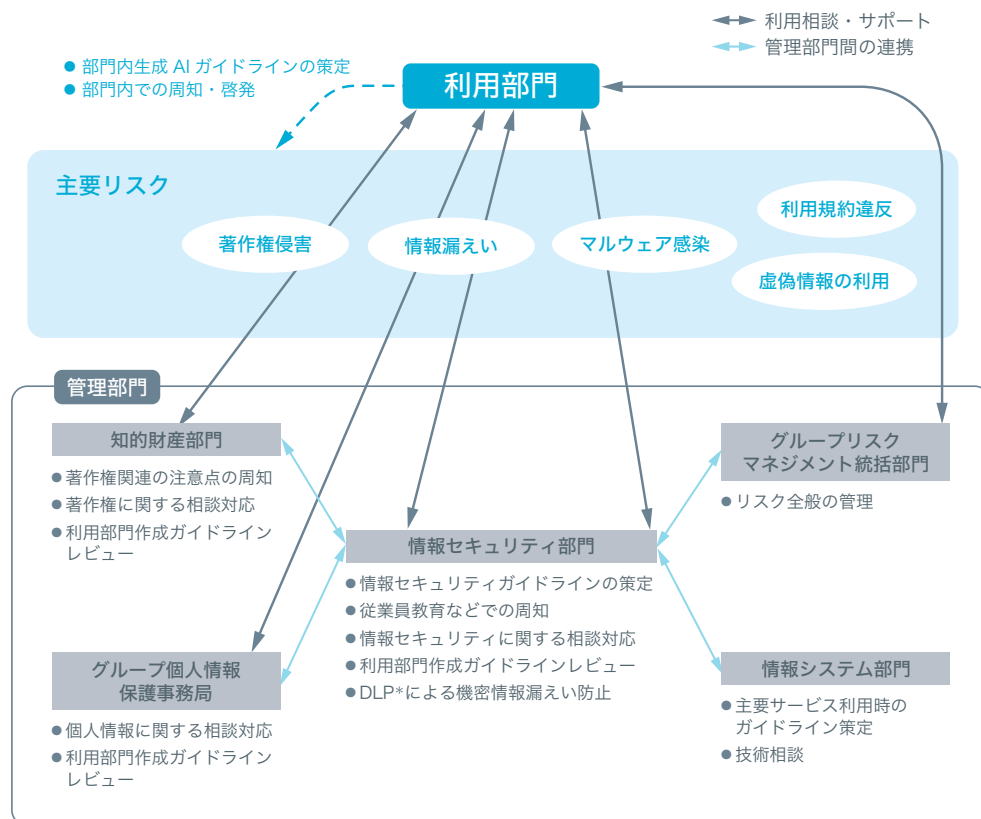 利用相談・サポート
管理部門間の連携
● 部門内生成 AI ガイドラインの策定
● 部門内での周知・啓発
利用部門
主要リスク
著作権侵害
情報漏えい
マルウェア感染
利用規約違反
虚偽情報の利用
管理部門
知的財産部門
● 著作権関連の注意点の周知
● 著作権に関する相談対応
● 利用部門作成ガイドライン
レビュー
グループリスク
マネジメント統括部門
● リスク全般の管理
情報セキュリティ部門
● 情報セキュリティガイドラインの策定
● 従業員教育などでの周知
● 情報セキュリティに関する相談対応
● 利用部門作成ガイドラインレビュー
● DLP*による機密情報漏えい防止
グループ個人情報
保護事務局
● 個人情報に関する相談対応
● 利用部門作成ガイドライン
レビュー
情報システム部門
● 主要サービス利用時の
ガイドライン策定
● 技術相談